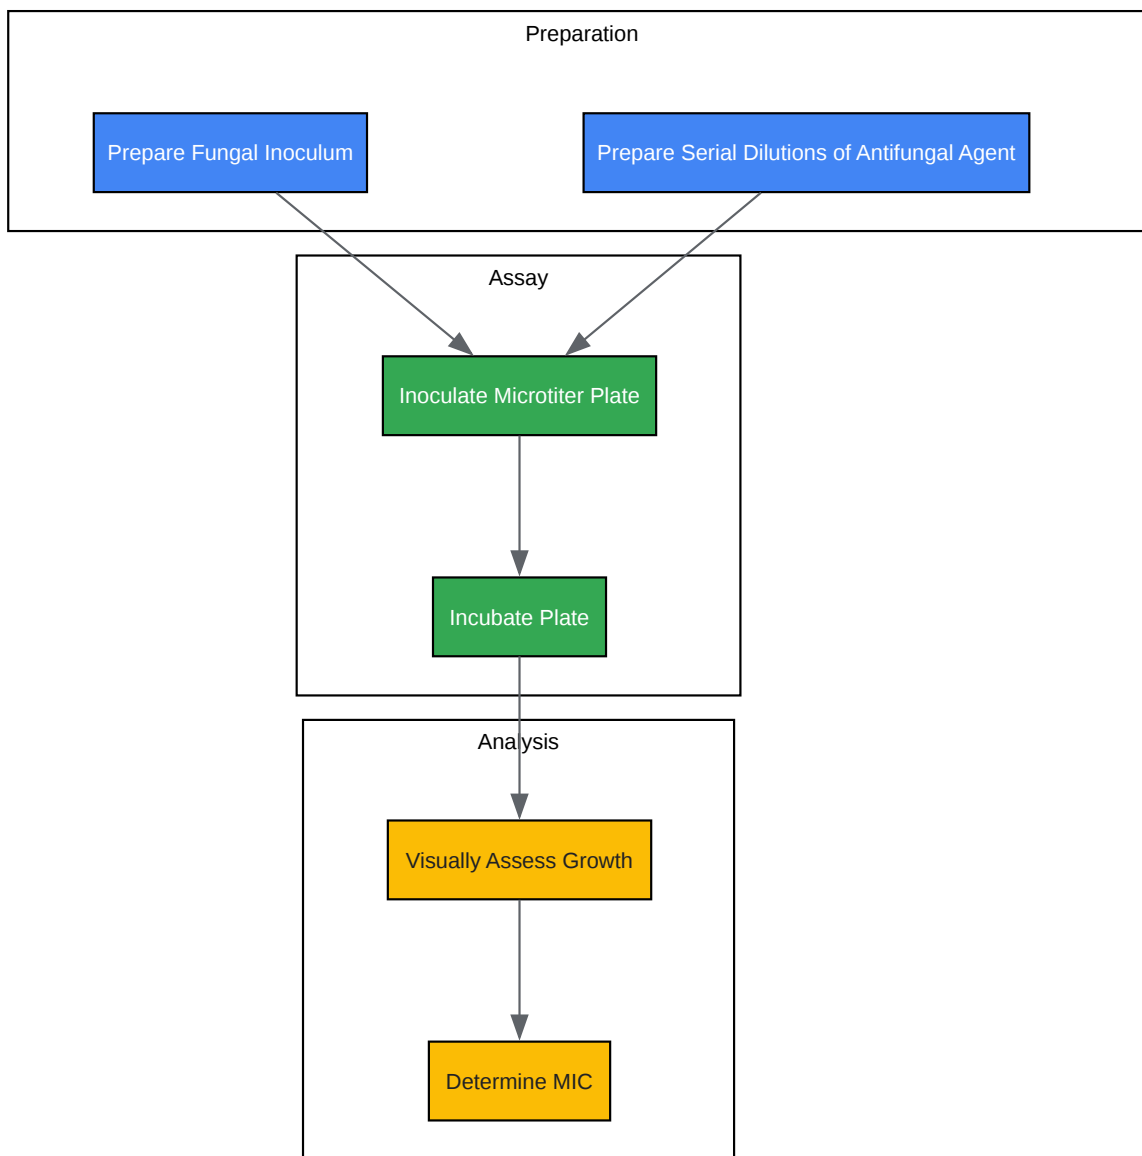 Preparation
Prepare Fungal Inoculum
Prepare Serial Dilutions of Antifungal Agent
Assay
Inoculate Microtiter Plate
Incubate Plate
Analysis
Visually Assess Growth
Determine MIC